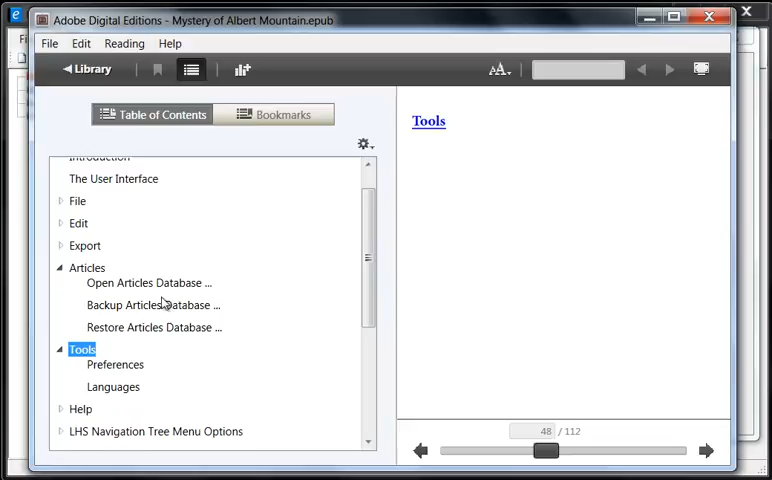 Adobe Digital Editions - Mystery of Albert Mountain.epub
File Edit Reading Help
Library
Table of Contents Bookmarks
Introduction
The User Interface
File
Edit
Export
Articles
Open Articles Database ...
Backup Articles Database ...
Restore Articles Database ...
Tools
Preferences
Languages
Help
LHS Navigation Tree Menu Options
Tools
48 / 112